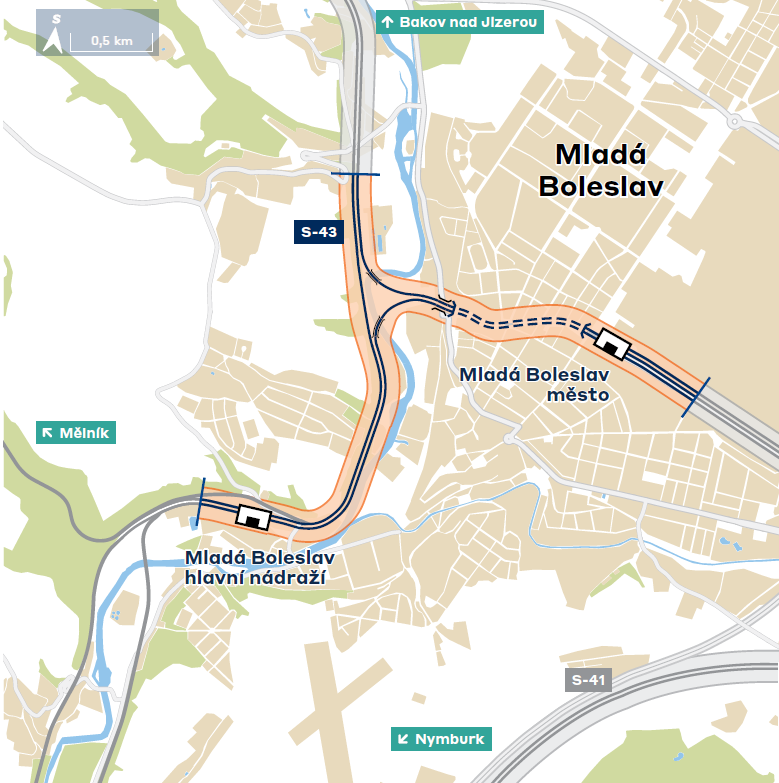 S
0,5 km
↑ Bakov nad Jizerou
Mladá
Boleslav
S-43
Mladá Boleslav
město
↖ Mělník
Mladá Boleslav
hlavní nádraží
S-41
↙ Nymburk